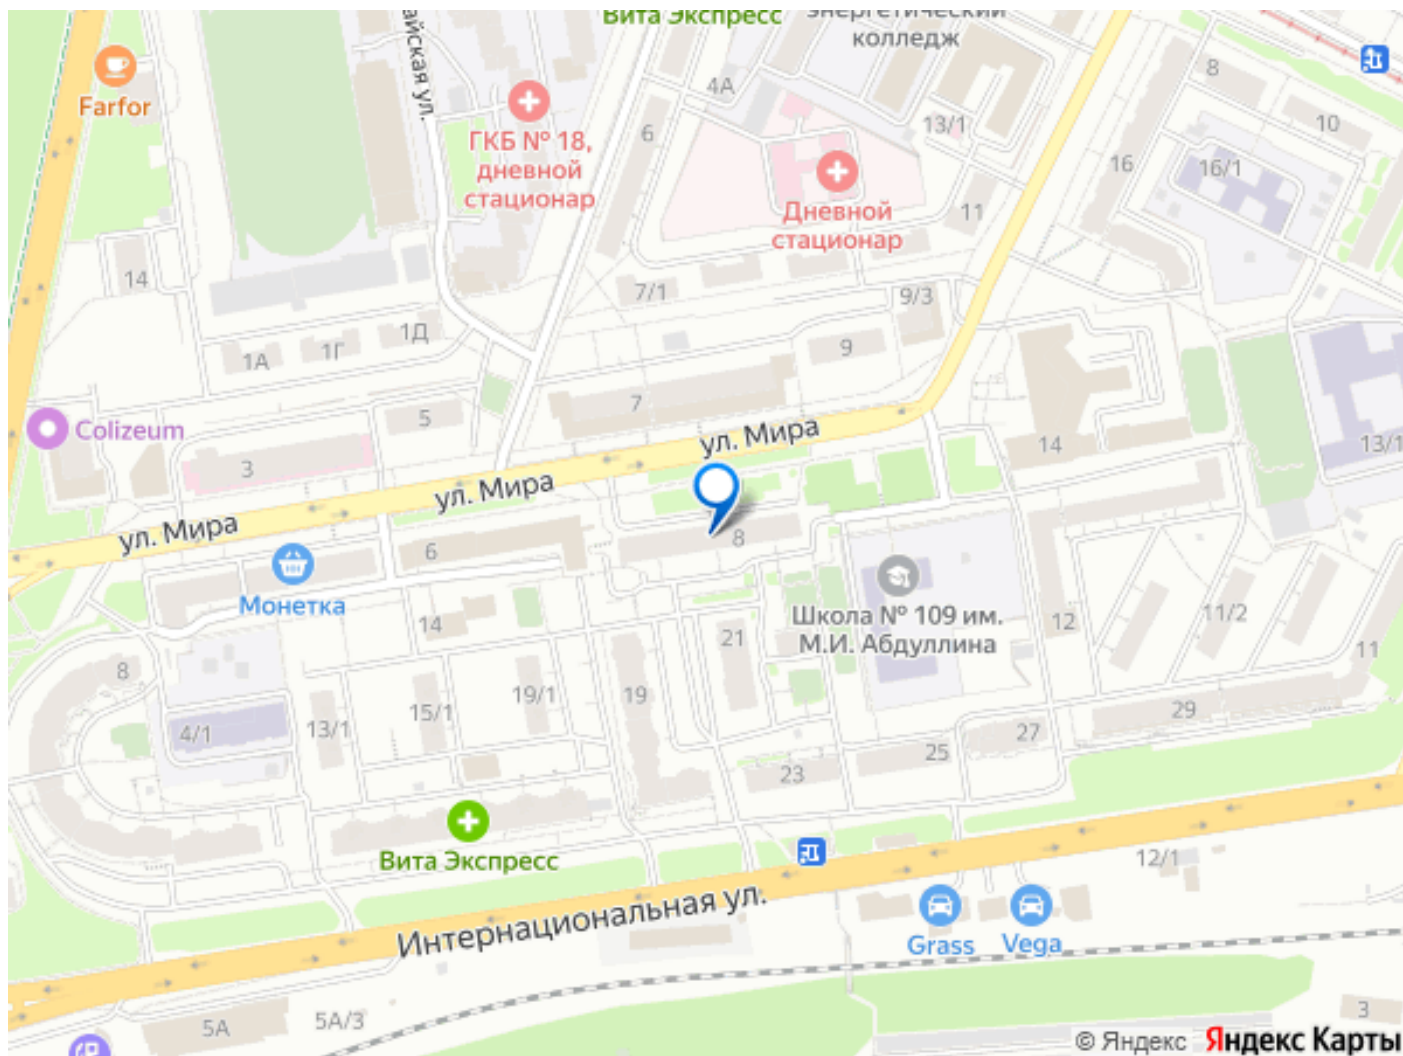 Вита Экспресс
энергетический
колледж
айская ул.
Farfor
4А
8
10
6
13/1
ГКБ № 18,
дневной
стационар
16
16/1
Дневной
стационар
11
14
7/1
9/3
1А
1Г
1Д
9
7
5
Colizeum
ул. Мира
14
13/1
3
ул. Мира
ул. Мира
6
8
Монетка
Школа № 109 им.
М.И. Абдуллина
14
21
12
11/2
11
8
19/1
19
15/1
13/1
4/1
29
27
25
23
Вита Экспресс
12/1
Интернациональная ул.
Grass
Vega
5А
5А/3
3
© Яндекс Яндекс Карты